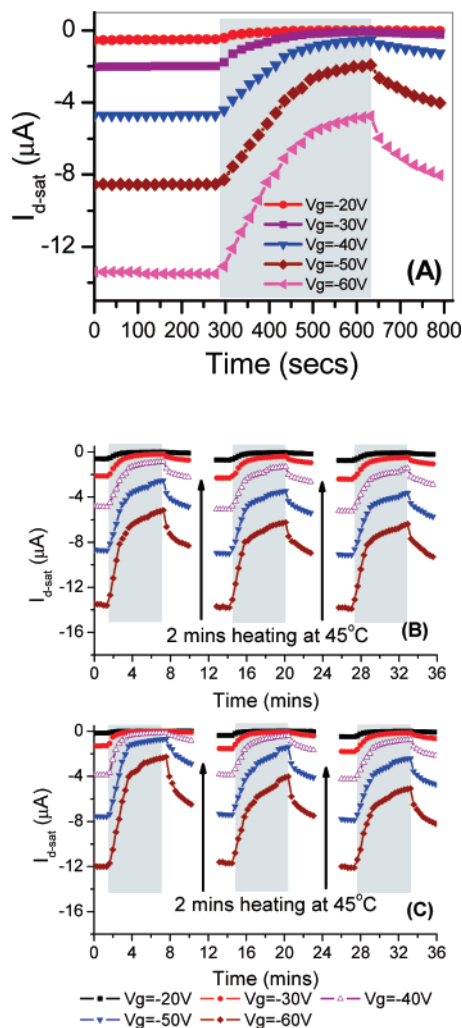 0
-4
-8
-12
I d-sat (μA)
Vg=-20V
Vg=-30V
Vg=-40V
Vg=-50V
Vg=-60V
(A)
0 100 200 300 400 500 600 700 800
Time (secs)
0
-4
-8
-12
-16
I d-sat (μA)
2 mins heating at 45°C
(B)
0 4 8 12 16 20 24 28 32 36
Time (mins)
0
-4
-8
-12
-16
I d-sat (μA)
2 mins heating at 45°C
(C)
0 4 8 12 16 20 24 28 32 36
Time (mins)
Vg=-20V Vg=-30V Vg=-40V
Vg=-50V Vg=-60V